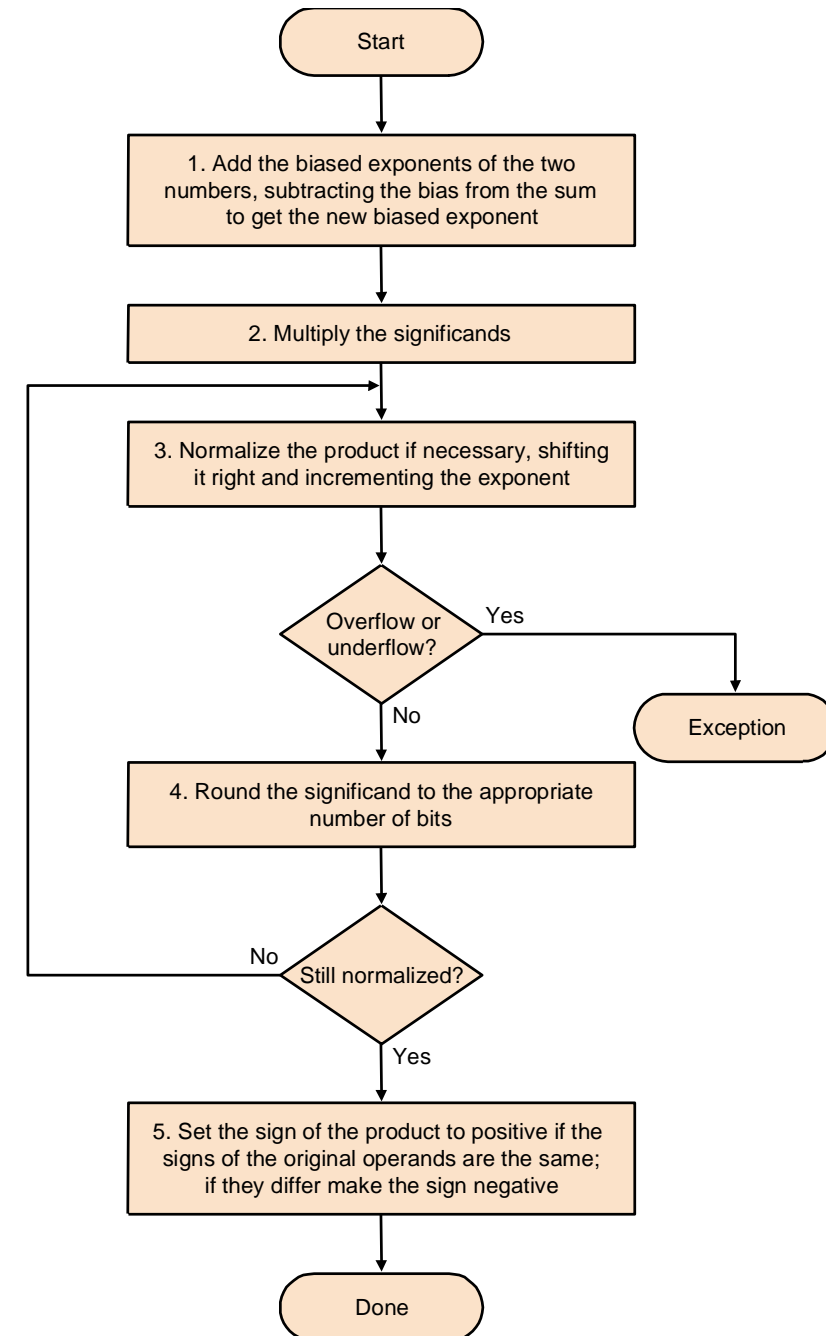 Start
1. Add the biased exponents of the two
numbers, subtracting the bias from the sum
to get the new biased exponent
2. Multiply the significands
3. Normalize the product if necessary, shifting
it right and incrementing the exponent
Overflow or
underflow?
Yes
No
Exception
4. Round the significand to the appropriate
number of bits
No
Still normalized?
Yes
5. Set the sign of the product to positive if the
signs of the original operands are the same;
if they differ make the sign negative
Done